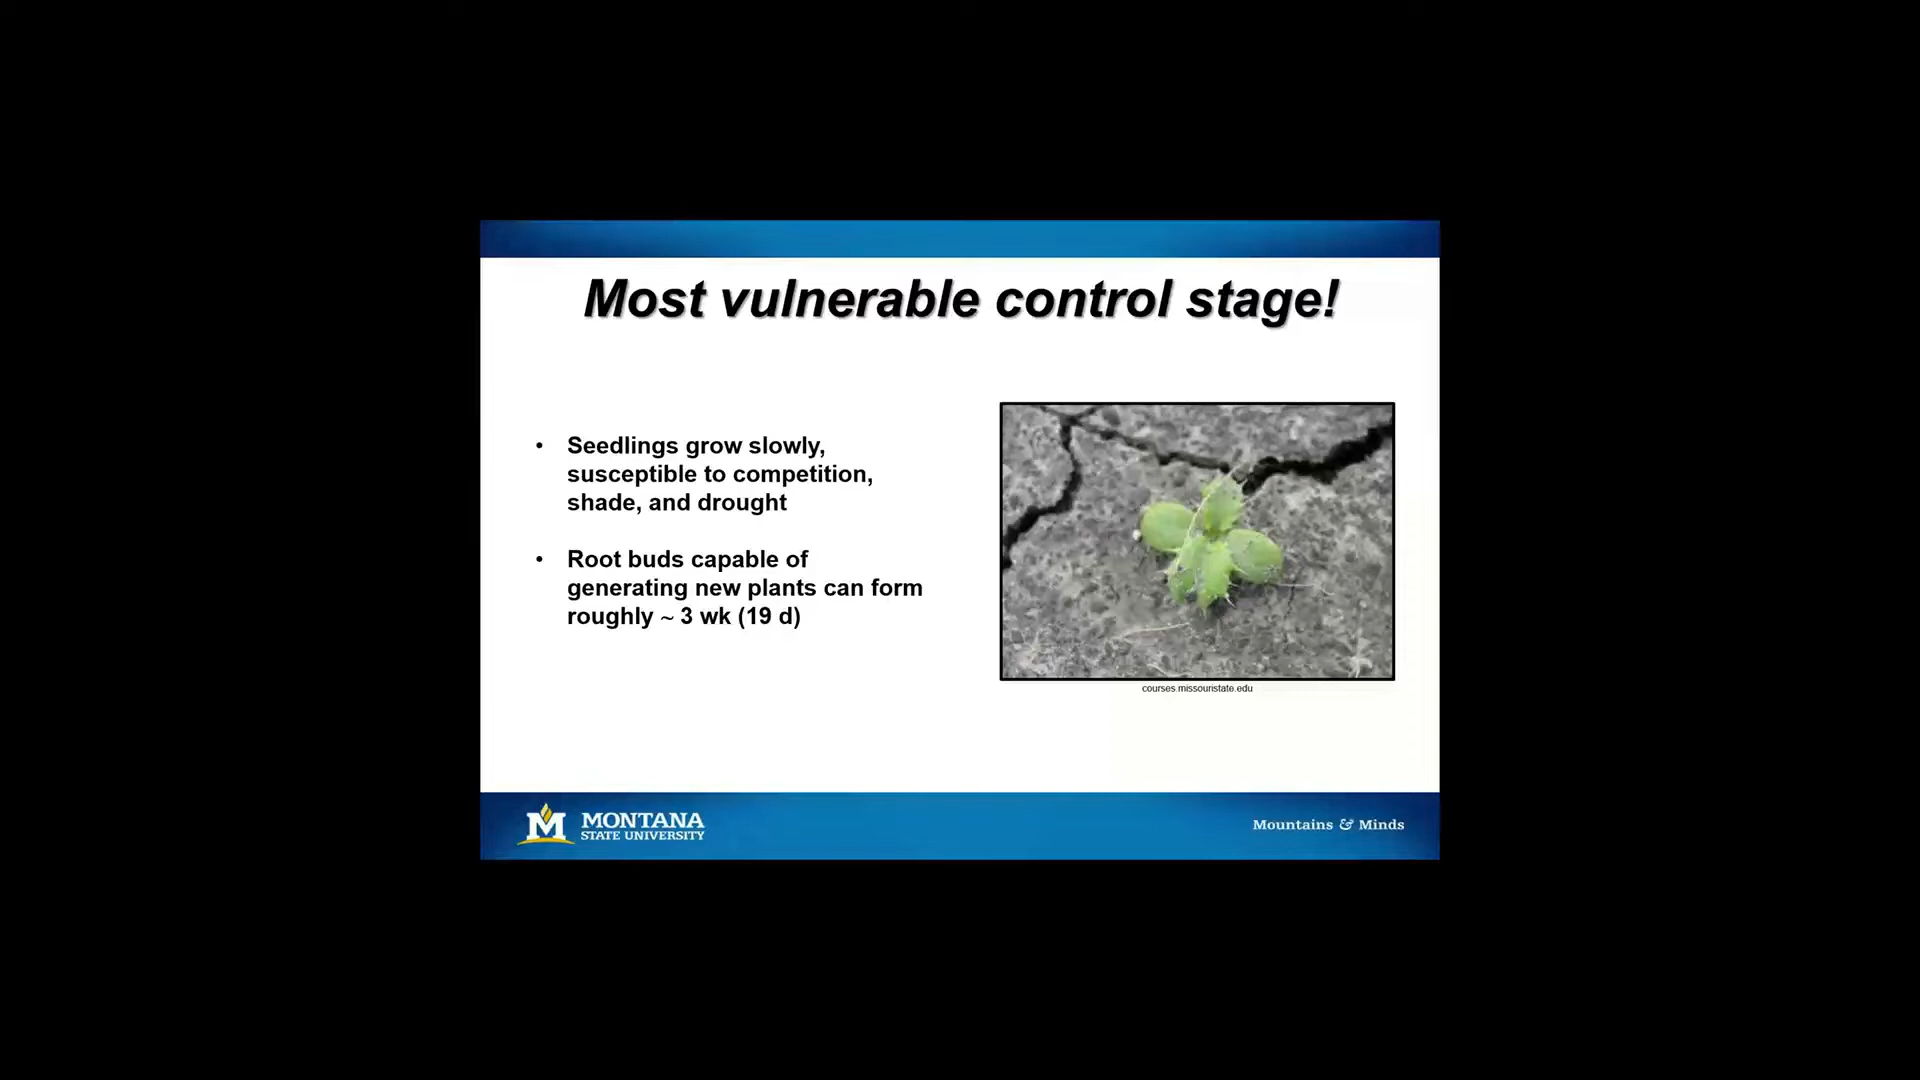 Most vulnerable control stage!
• Seedlings grow slowly,
susceptible to competition,
shade, and drought
• Root buds capable of
generating new plants can form
roughly ~ 3 wk (19 d)
courses.missouristate.edu
M MONTANA
STATE UNIVERSITY
Mountains & Minds